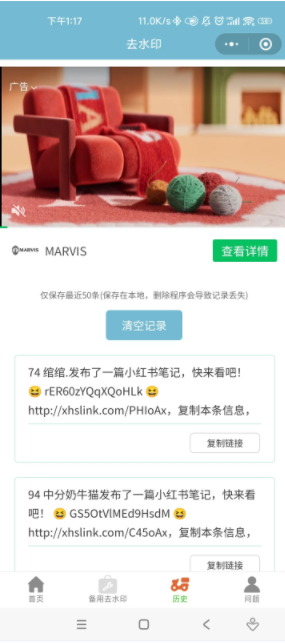 下午1:17
11.0K/s
去水印
广告
MARVIS
MARVIS
查看详情
仅保存最近50条(保存在本地，删除程序会导致记录丢失)
清空记录
74 绾绾.发布了一篇小红书笔记，快来看吧！
😆 rER60zYQqXQoHLk 😆
http://xhslink.com/PHIoAx，复制本条信息，
复制链接
94 中分奶牛猫发布了一篇小红书笔记，快来看
吧！ 😆 GS5OtVlMEd9HsdM 😆
http://xhslink.com/C45oAx，复制本条信息，
复制链接
首页
备用去水印
历史
问题